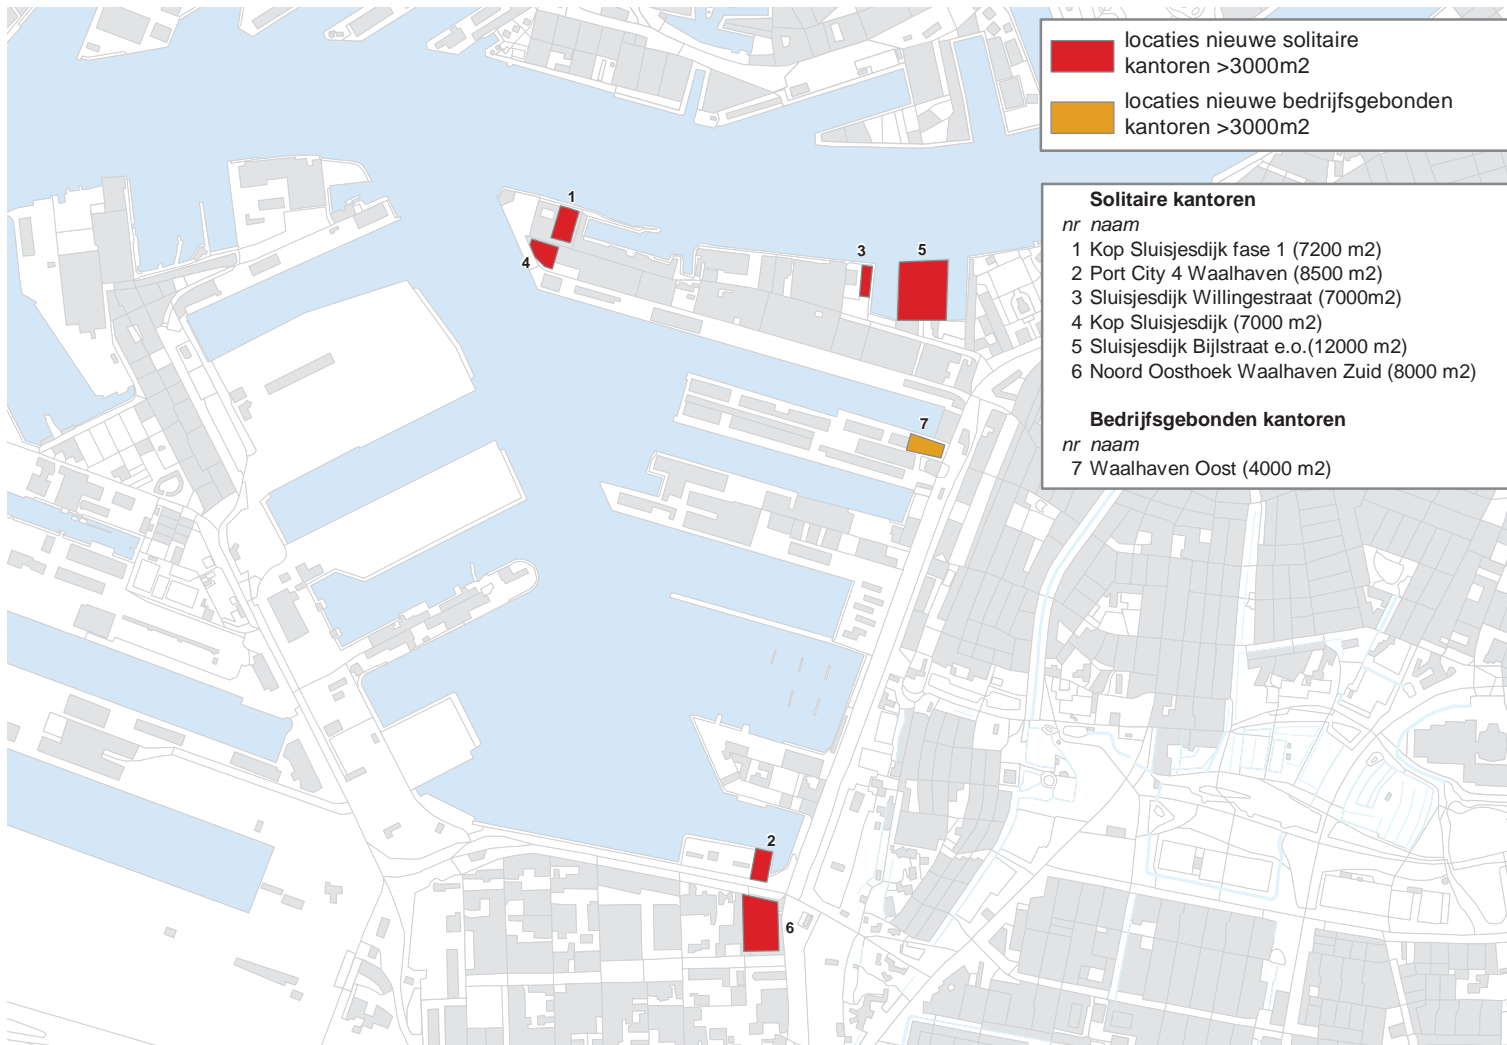 locaties nieuwe solitaire
kantoren >3000m2
locaties nieuwe bedrijfsgebonden
kantoren >3000m2
Solitaire kantoren
nr naam
1 Kop Sluisjesdijk fase 1 (7200 m2)
2 Port City 4 Waalhaven (8500 m2)
3 Sluisjesdijk Willingestraat (7000m2)
4 Kop Sluisjesdijk (7000 m2)
5 Sluisjesdijk Bijlstraat e.o.(12000 m2)
6 Noord Oosthoek Waalhaven Zuid (8000 m2)
Bedrijfsgebonden kantoren
nr naam
7 Waalhaven Oost (4000 m2)
1
3
5
4
7
2
6